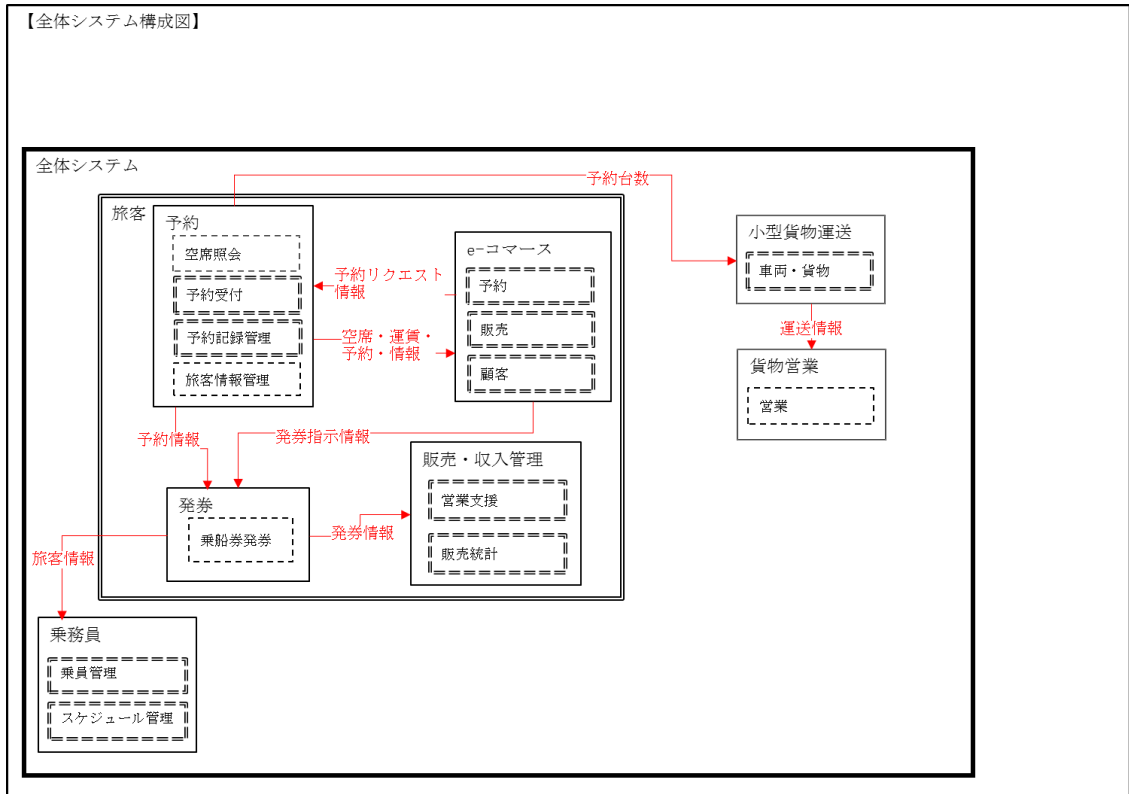 【全体システム構成図】
全体システム
予約台数
旅客
予約
空席照会
予約受付
予約記録管理
旅客情報管理
予約リクエスト
情報
空席・運賃・
予約・情報
e-コマース
予約
販売
顧客
小型貨物運送
車両・貨物
運送情報
貨物営業
営業
予約情報
発券指示情報
販売・収入管理
営業支援
販売統計
発券
乗船券発券
発券情報
旅客情報
乗務員
乗員管理
スケジュール管理